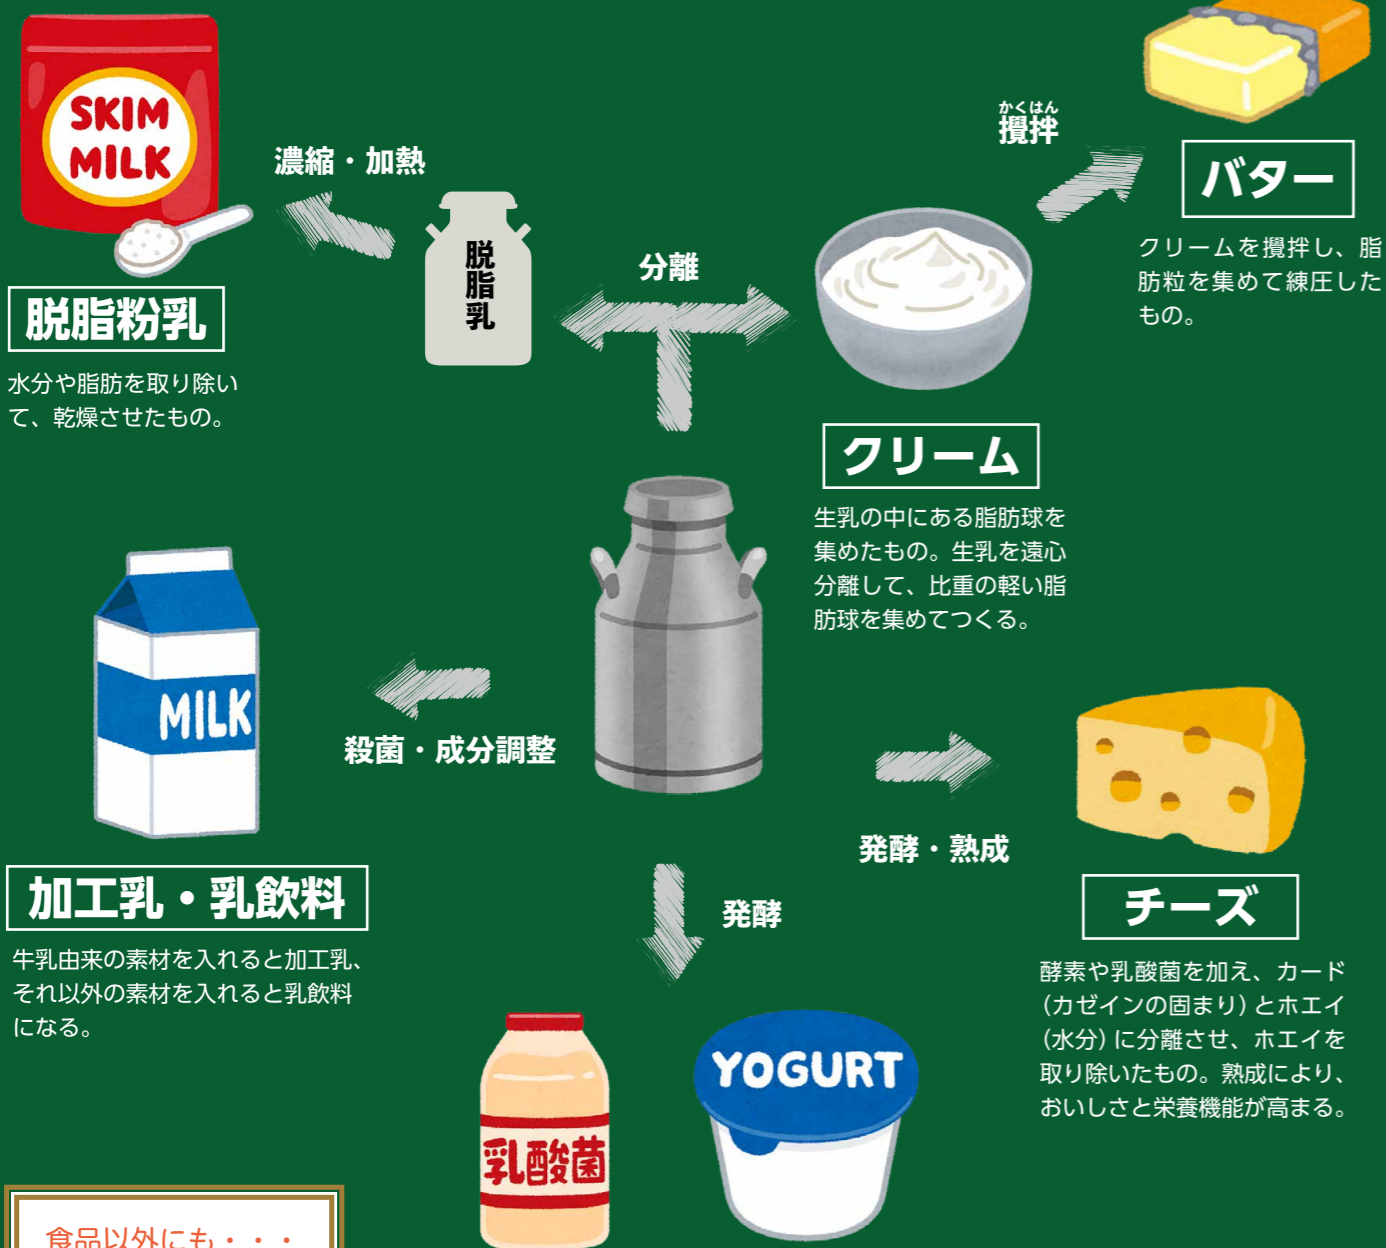 SKIM
MILK
濃縮・加熱
脱脂乳
脱脂粉乳
水分や脂肪を取り除い
て、乾燥させたもの。
分離
かくはん
攪拌
バター
クリームを攪拌し、脂
肪粒を集めて練圧した
もの。
クリーム
生乳の中にある脂肪球を
集めたもの。生乳を遠心
分離して、比重の軽い脂
肪球を集めてつくる。
MILK
殺菌・成分調整
加工乳・乳飲料
牛乳由来の素材を入れると加工乳、
それ以外の素材を入れると乳飲料
になる。
発酵・熟成
チーズ
酵素や乳酸菌を加え、カード
（カゼインの固まり）とホエイ
（水分）に分離させ、ホエイを
取り除いたもの。熟成により、
おいしさと栄養機能が高まる。
発酵
乳酸菌
YOGURT
食品以外にも・・・